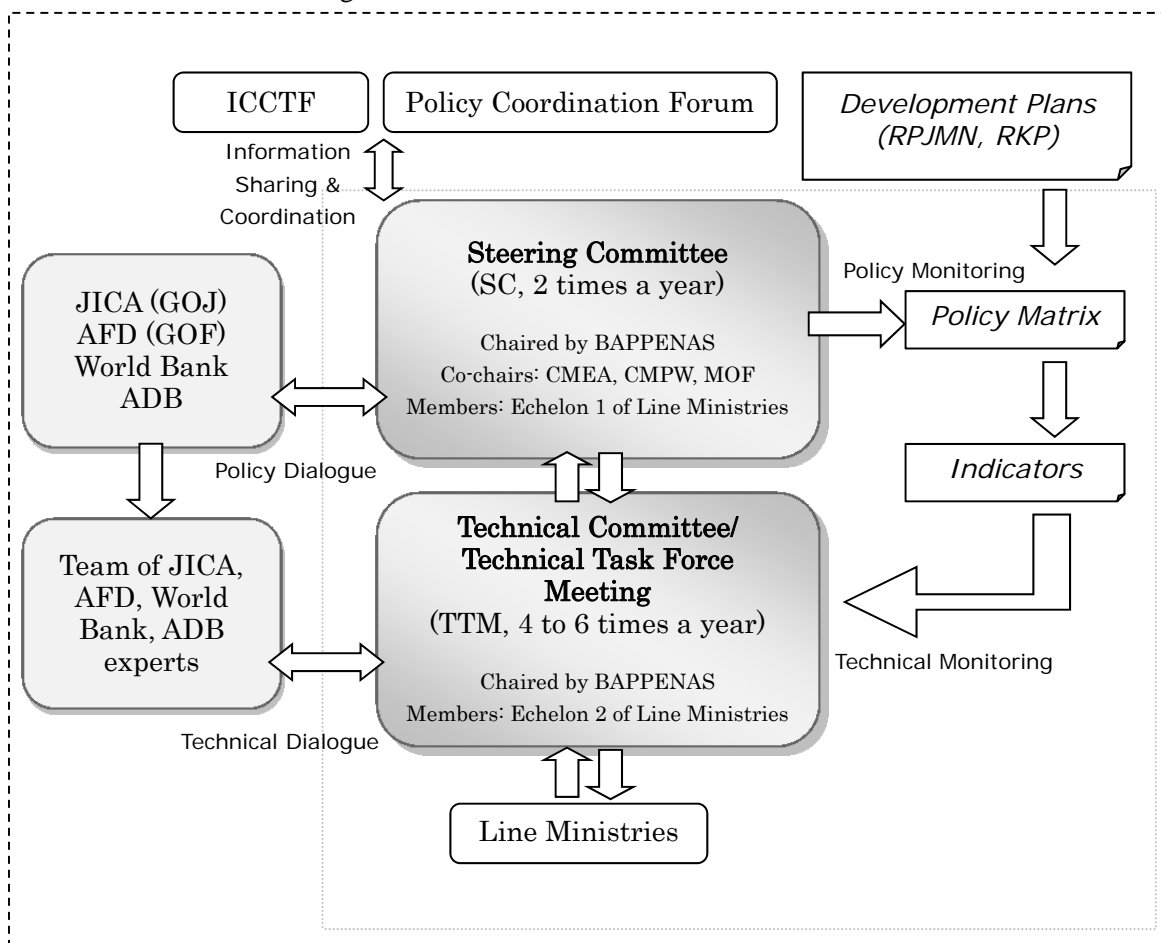 ICCTF
Policy Coordination Forum
Development Plans
(RPJMN, RKP)
Information
Sharing &
Coordination
Steering Committee
(SC, 2 times a year)
Chaired by BAPPENAS
Co-chairs: CMEA, CMPW, MOF
Members: Echelon 1 of Line Ministries
Policy Monitoring
Policy Matrix
JICA (GOJ)
AFD (GOF)
World Bank
ADB
Policy Dialogue
Indicators
Team of JICA,
AFD, World
Bank, ADB
experts
Technical Committee/
Technical Task Force
Meeting
(TTM, 4 to 6 times a year)
Chaired by BAPPENAS
Members: Echelon 2 of Line Ministries
Technical Monitoring
Technical Dialogue
Line Ministries